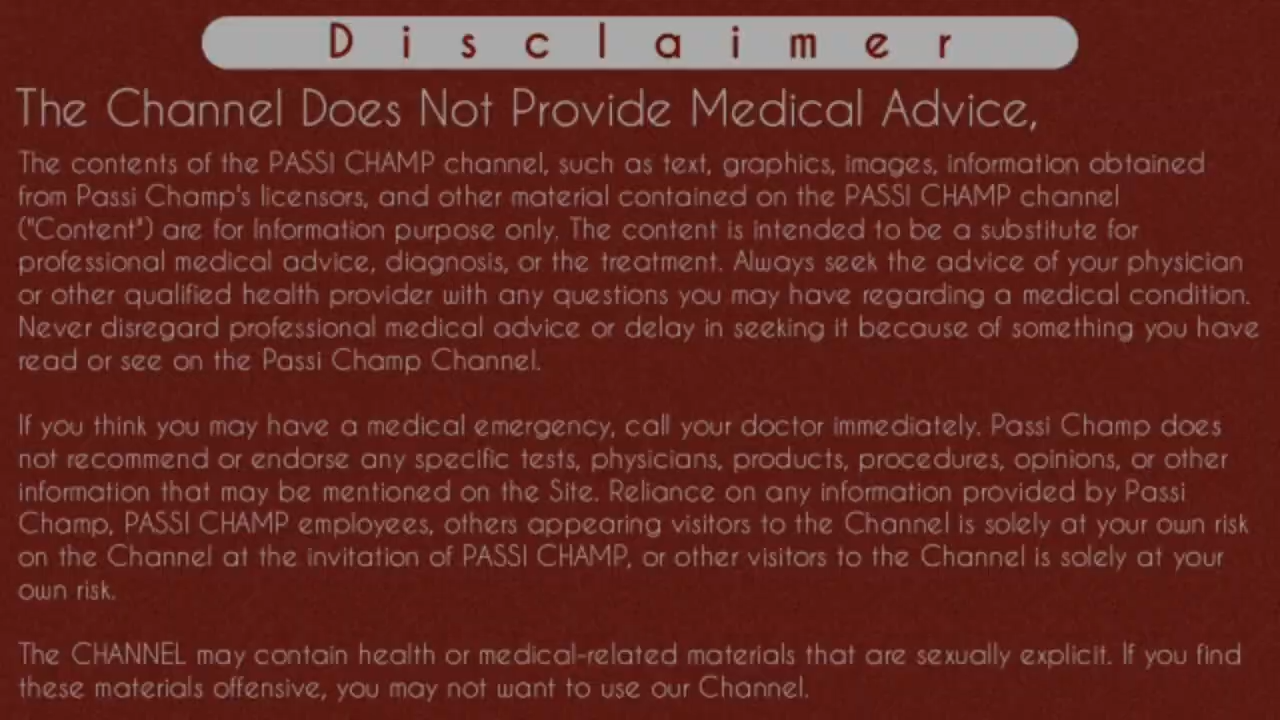 Disclaimer
The Channel Does Not Provide Medical Advice,
The contents of the PASSI CHAMP channel, such as text, graphics, images, information obtained
from Passi Champ's licensors, and other material contained on the PASSI CHAMP channel
("Content") are for Information purpose only. The content is intended to be a substitute for
professional medical advice, diagnosis, or the treatment. Always seek the advice of your physician
or other qualified health provider with any questions you may have regarding a medical condition.
Never disregard professional medical advice or delay in seeking it because of something you have
read or see on the Passi Champ Channel.
If you think you may have a medical emergency, call your doctor immediately. Passi Champ does
not recommend or endorse any specific tests, physicians, products, procedures, opinions, or other
information that may be mentioned on the Site. Reliance on any information provided by Passi
Champ, PASSI CHAMP employees, others appearing visitors to the Channel is solely at your own risk
on the Channel at the invitation of PASSI CHAMP, or other visitors to the Channel is solely at your
own risk.
The CHANNEL may contain health or medical-related materials that are sexually explicit. If you find
these materials offensive, you may not want to use our Channel.